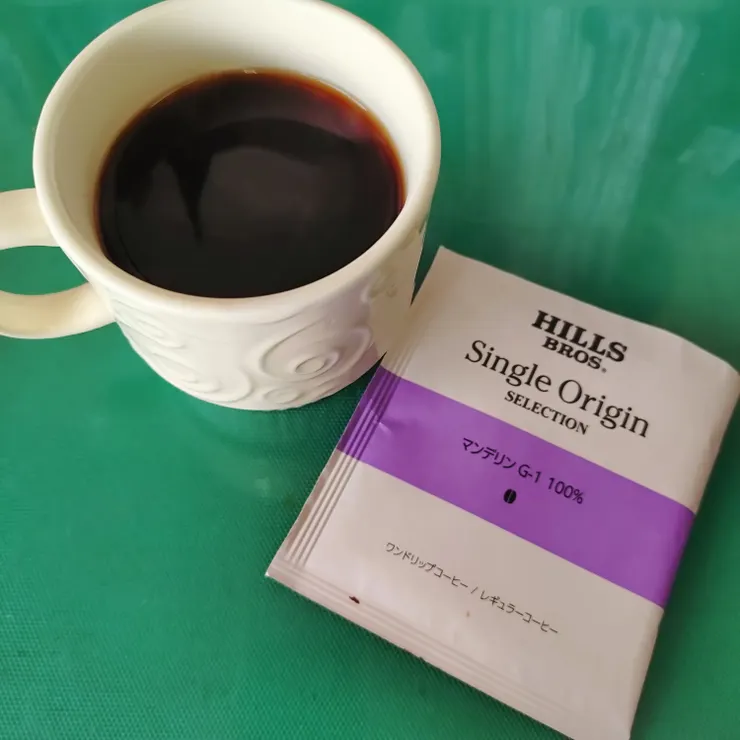 HILLS
BROS.®
Single Origin
SELECTION
マンデリン G-1 100%
ワンドリップコーヒー / レギュラーコーヒー